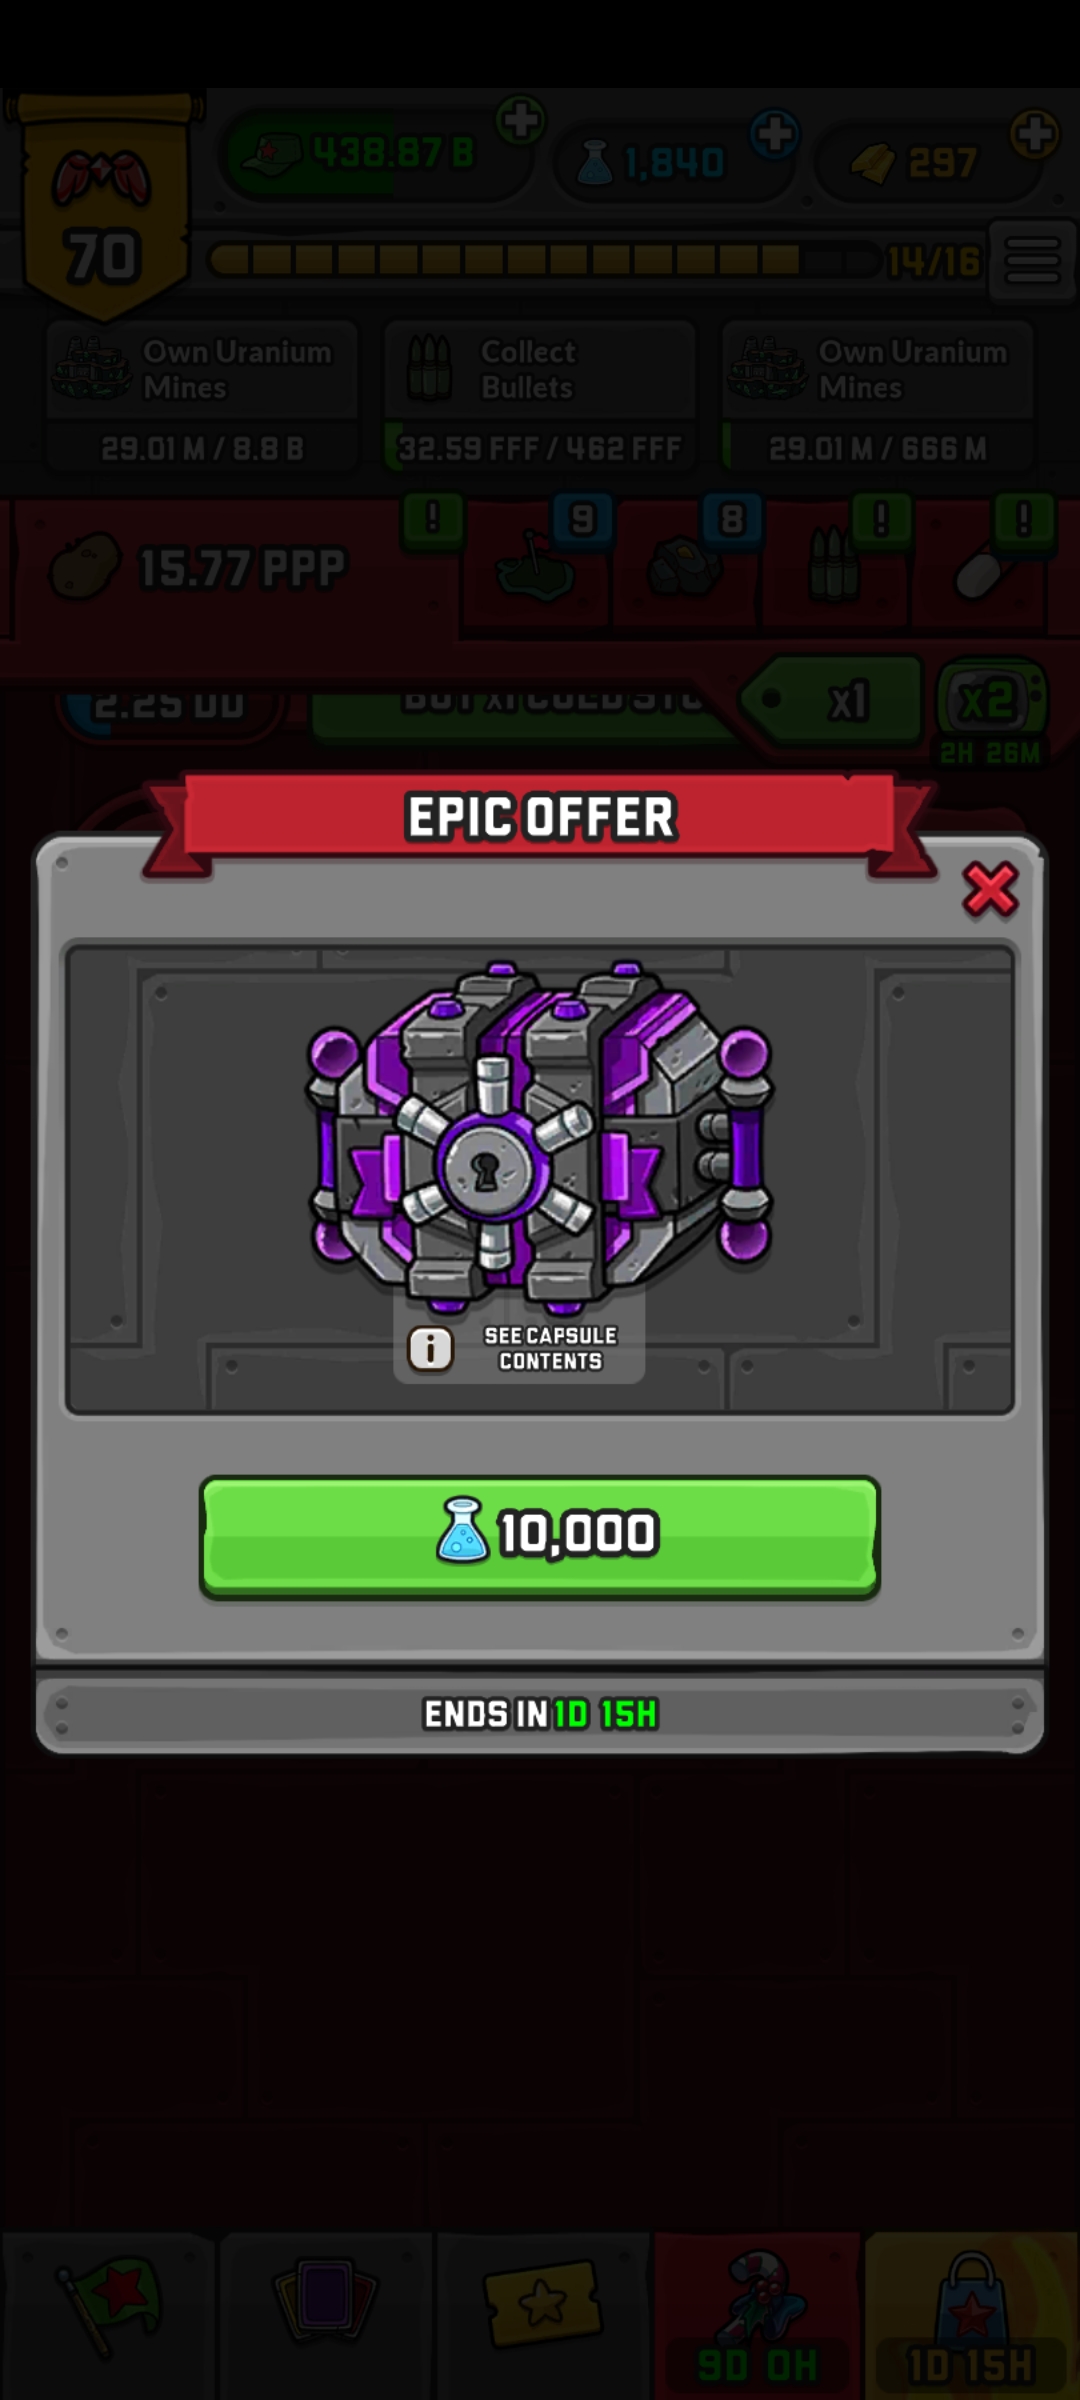 438.87 B
1,840
297
70
14/16
Own Uranium
Mines
Collect
Bullets
Own Uranium
Mines
29.01 M / 8.8 B
32.59 FFF / 462 FFF
29.01 M / 666 M
!
9
8
!
!
15.77 PPP
2.25 DD
x1
x2
2H 26M
EPIC OFFER
i
SEE CAPSULE
CONTENTS
10,000
ENDS IN 1D 15H
9D 0H
1D 15H